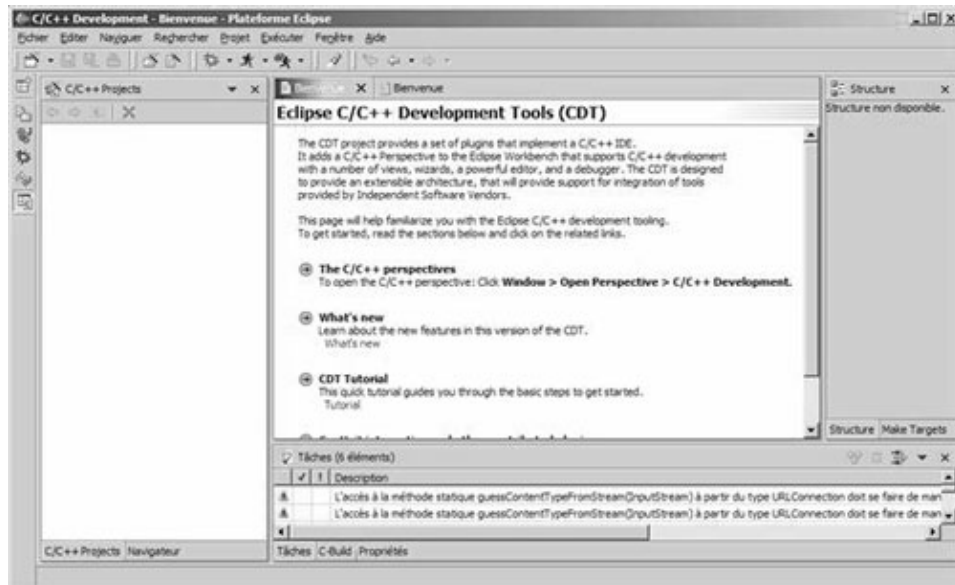 C/C++ Development - Bienvenue - Plateforme Eclipse
Fichier Editer Naviguer Rechercher Projet Exécuter Fenêtre Aide
C/C++ Projects
Bienvenue
Structure
Structure non disponible.
Eclipse C/C++ Development Tools (CDT)
The CDT project provides a set of plugins that implement a C/C++ IDE.
It adds a C/C++ Perspective to the Eclipse Workbench that supports C/C++ development
with a number of views, wizards, a powerful editor, and a debugger. The CDT is designed
to provide an extensible architecture, that will provide support for integration of tools
provided by Independent Software Vendors.
This page will help familiarize you with the Eclipse C/C++ development tooling.
To get started, read the sections below and click on the related links.
The C/C++ perspectives
To open the C/C++ perspective: Click Window > Open Perspective > C/C++ Development.
What's new
Learn about the new features in this version of the CDT.
What's new
CDT Tutorial
This quick tutorial guides you through the basic steps to get started.
Tutorial
Structure Make Targets
Tâches (6 éléments)
! Description
L'accès à la méthode statique guessContentTypeFromStream(InputStream) à partir du type URLConnection doit se faire de man
L'accès à la méthode statique guessContentTypeFromStream(InputStream) à partir du type URLConnection doit se faire de man
C/C++ Projects Navigateur
Tâches C-Build Propriétés